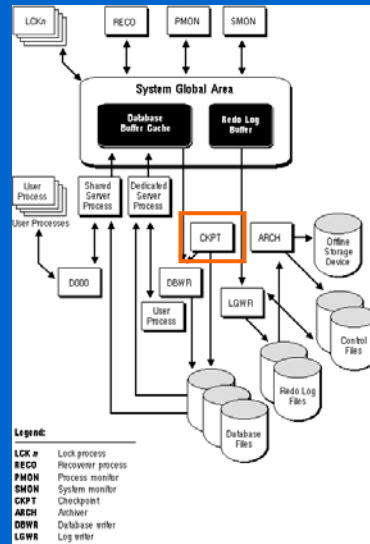 LCKn
RECO
PMON
SMON
System Global Area
Database
Buffer Cache
Redo Log
Buffer
User
Process
User Processes
Shared
Server
Process
Dedicated
Server
Process
CKPT
ARCH
Offline
Storage
Device
D000
DBWR
User
Process
LGWR
Control
Files
Redo Log
Files
Database
Files
Legend:
LCK n Lock process
RECO Recoverer process
PMON Process monitor
SMON System monitor
CKPT Checkpoint
ARCH Archiver
DBWR Database writer
LGWR Log writer